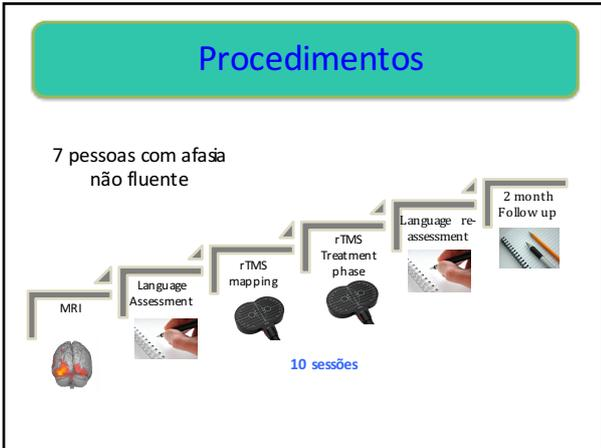 Procedimentos
7 pessoas com afasia
não fluente
MRI
Language
Assessment
rTMS
mapping
rTMS
Treatment
phase
Language re-
assessment
2 month
Follow up
10 sessões